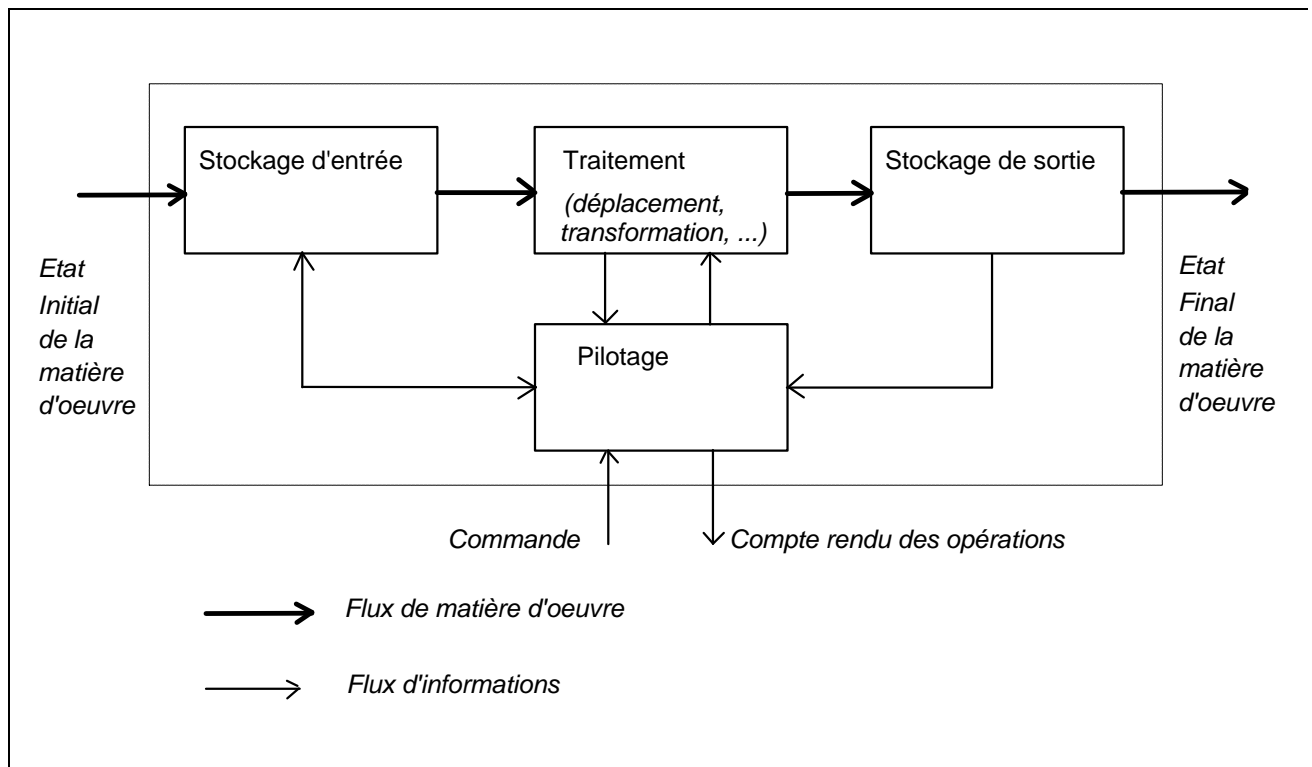 Stockage d'entrée
Traitement
(déplacement,
transformation, ...)
Stockage de sortie
Etat
Initial
de la
matière
d'oeuvre
Pilotage
Etat
Final
de la
matière
d'oeuvre
Commande
Compte rendu des opérations
Flux de matière d'oeuvre
Flux d'informations